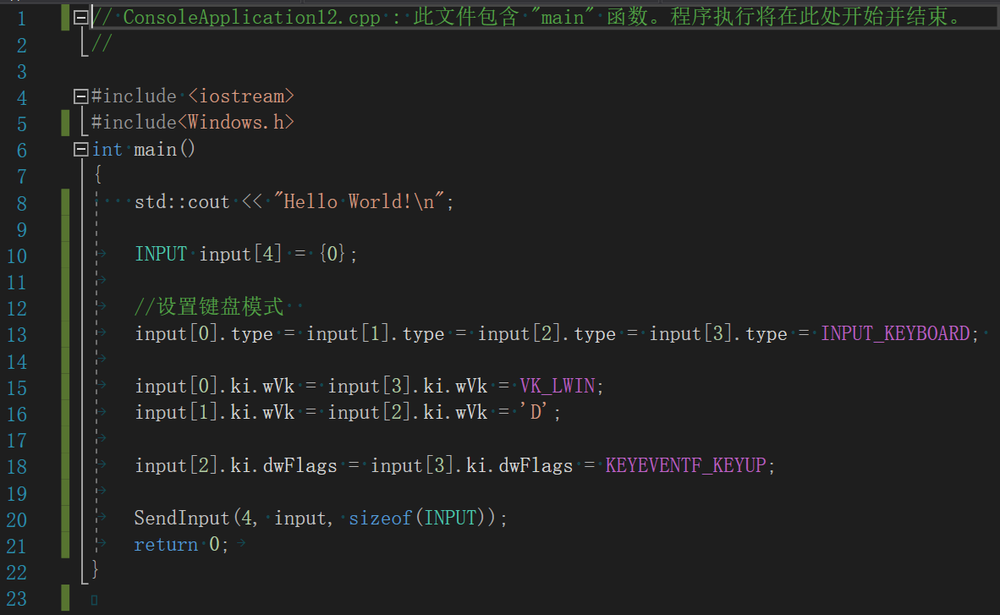 1 // ConsoleApplication12.cpp : 此文件包含 "main" 函数。程序执行将在此处开始并结束。
2 //
3
4 #include <iostream>
5 #include<Windows.h>
6 int main()
7 {
8     std::cout << "Hello World!\n";
9
10     INPUT input[4] = {0};
11
12     //设置键盘模式
13     input[0].type = input[1].type = input[2].type = input[3].type = INPUT_KEYBOARD;
14
15     input[0].ki.wVk = input[3].ki.wVk = VK_LWIN;
16     input[1].ki.wVk = input[2].ki.wVk = 'D';
17
18     input[2].ki.dwFlags = input[3].ki.dwFlags = KEYEVENTF_KEYUP;
19
20     SendInput(4, input, sizeof(INPUT));
21     return 0;
22 }
23